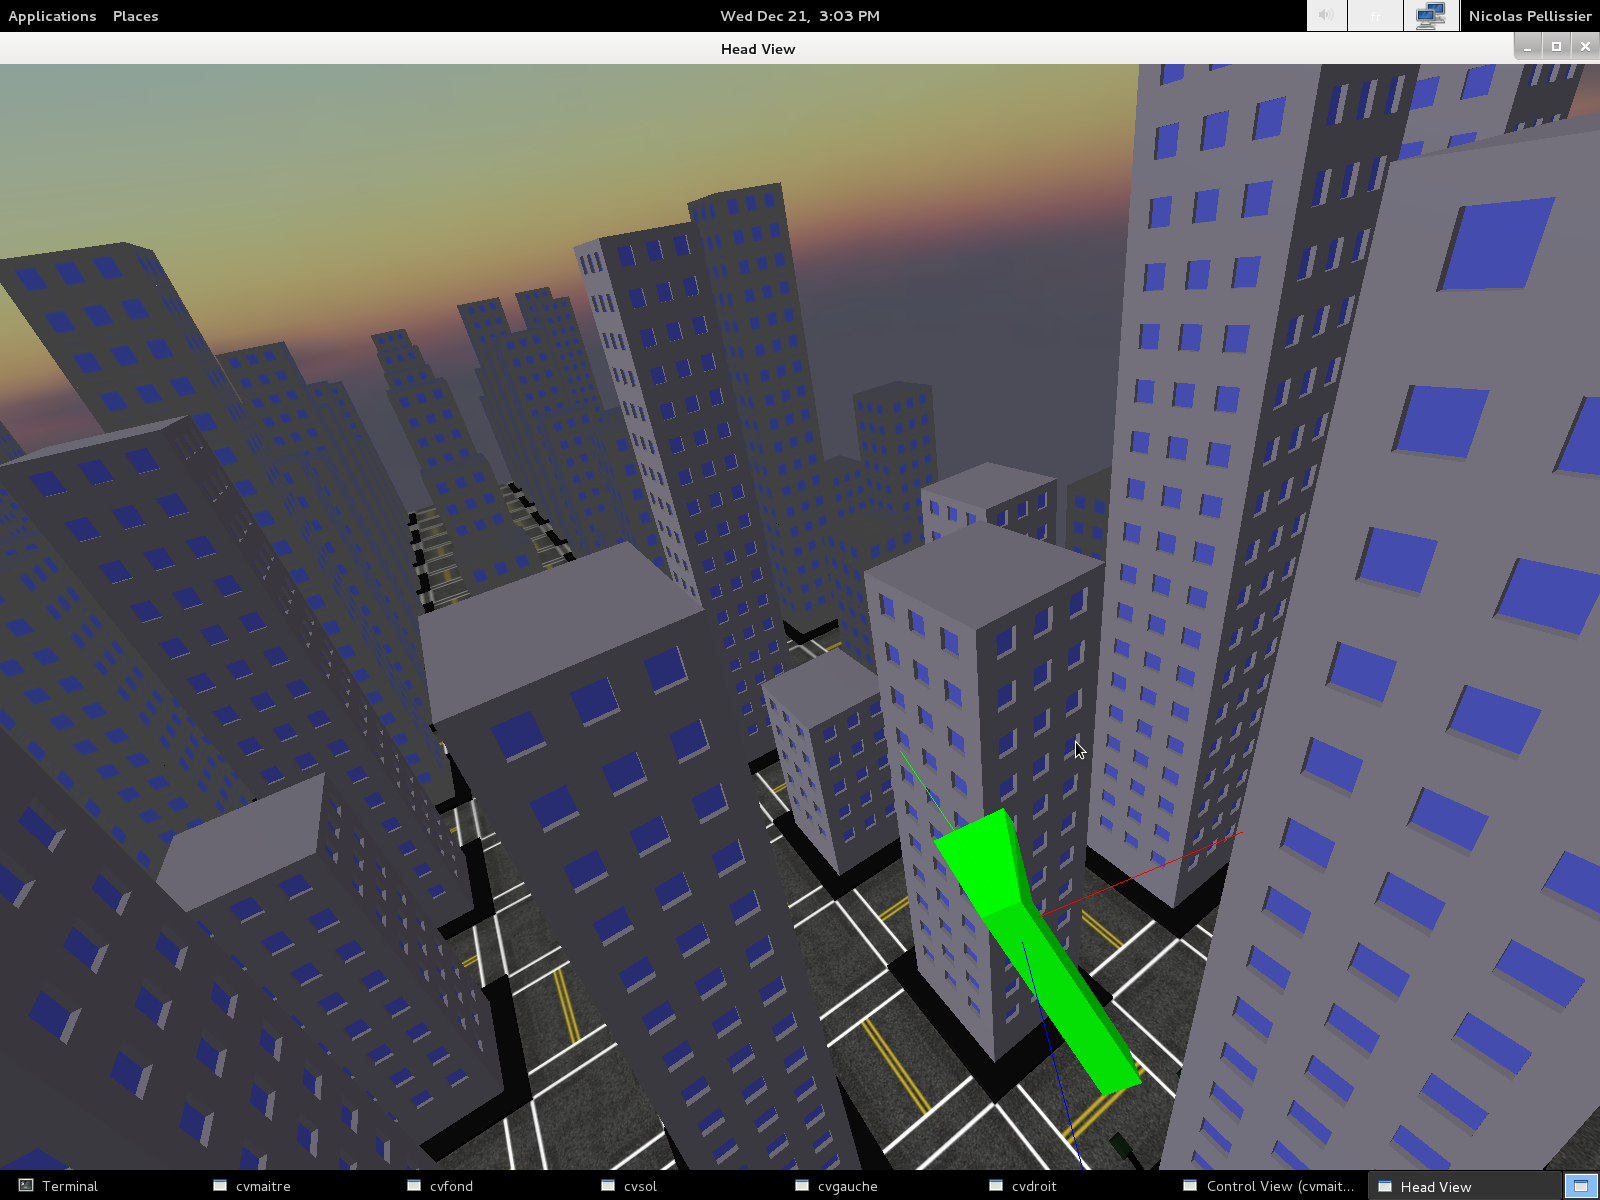 Applications Places Wed Dec 21, 3:03 PM fr Nicolas Pellissier
Head View
Terminal cvmaitre cvfond cvsol cvgauche cvdroit Control View (cvmait... Head View